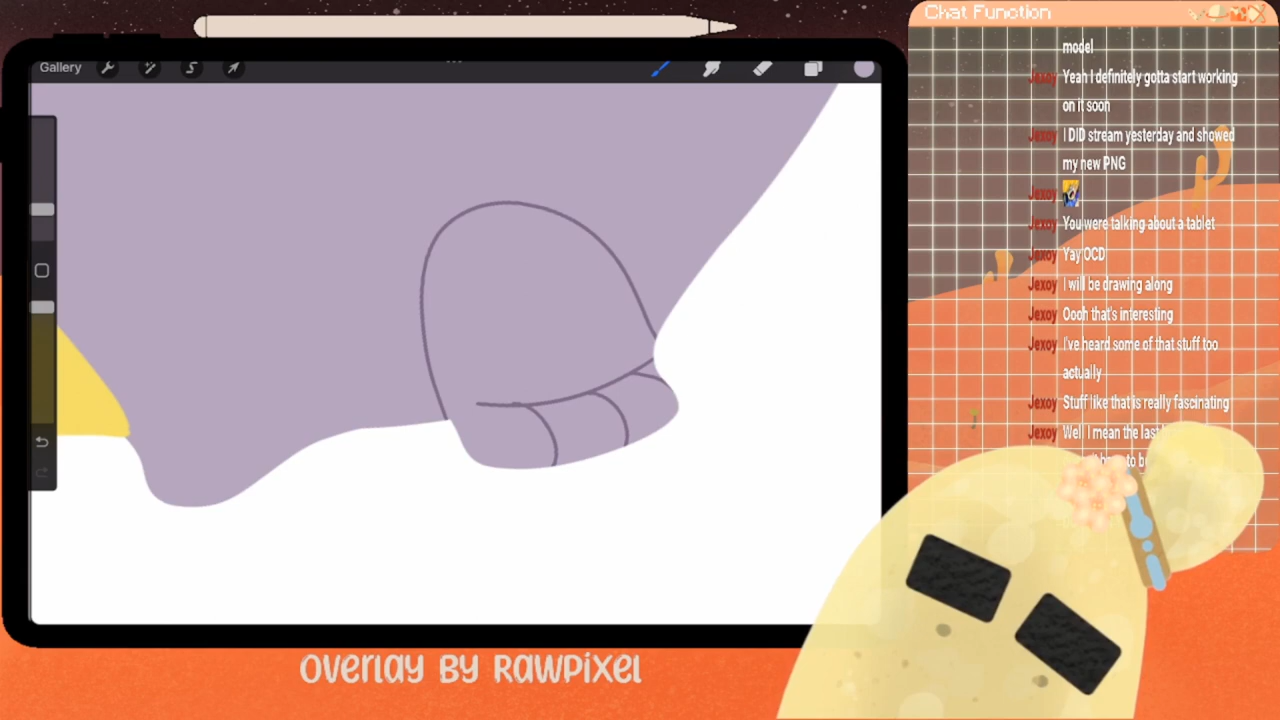 Chat Function
Gallery
model
Jexoy Yeah I definitely gotta start working
on it soon
Jexoy I DID stream yesterday and showed
my new PNG
Jexoy
Jexoy You were talking about a tablet
Jexoy Yay OCD
Jexoy I will be drawing along
Jexoy Oooh that's interesting
Jexoy I've heard some of that stuff too
actually
Jexoy Stuff like that is really fascinating
Jexoy Well I mean the last
to
OVERLAY BY RAWPIXEL